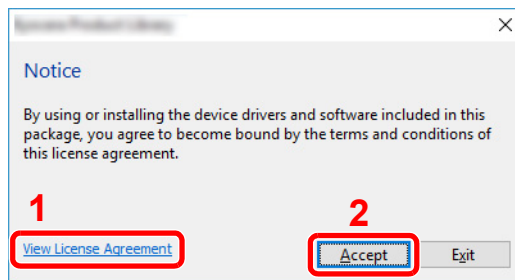 Notice
By using or installing the device drivers and software included in this
package, you agree to become bound by the terms and conditions of
this license agreement.
1
2
View License Agreement
Accept
Exit